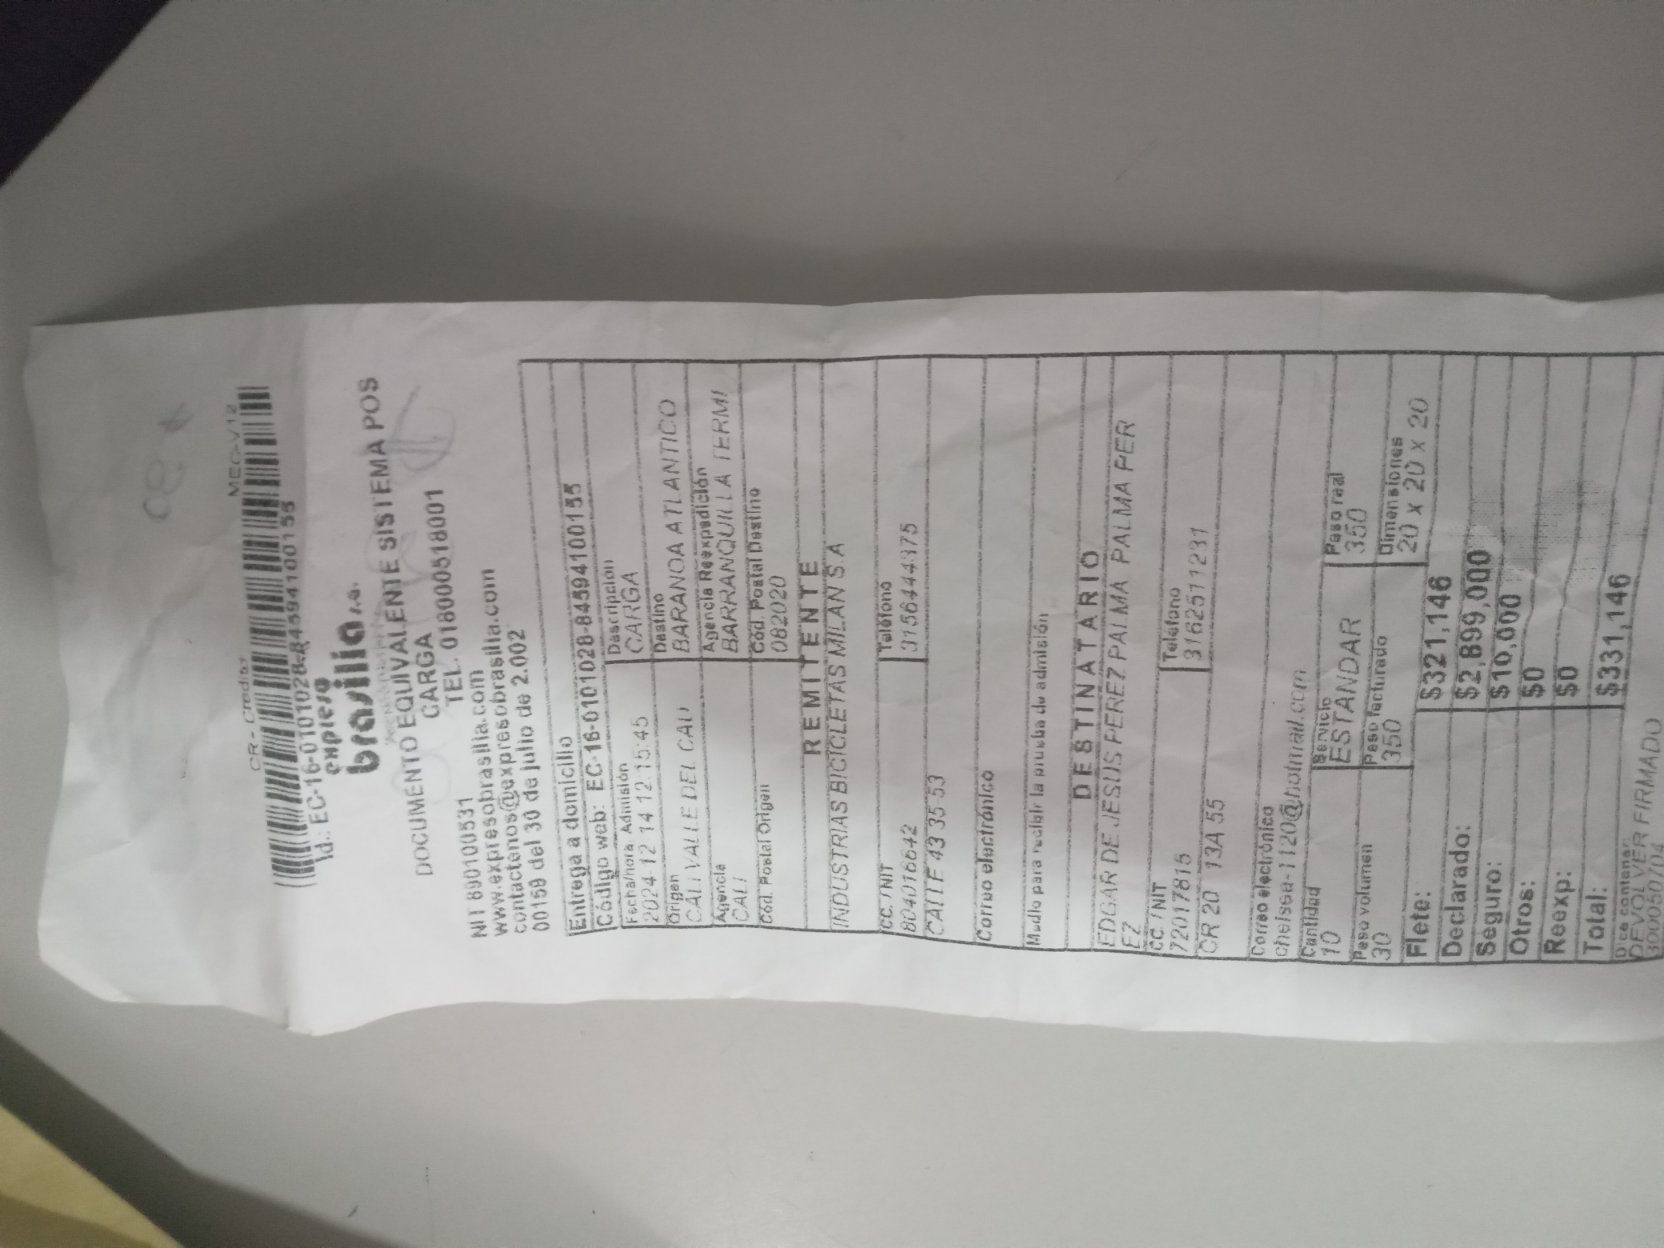 CR - Credito MEC-V12
Id.: EC-16-0101028-84594100155
expreso
brasilia s.a.
DOCUMENTO EQUIVALENTE SISTEMA POS
CARGA
TEL. 018000518001
NIT 890100531
www.expresobrasilia.com
contactenos@expresobrasilia.com
00159 del 30 de julio de 2.002
Entrega a domicilio
Código web: EC-16-0101028-84594100155
Fecha/hora Admisión Descripción
2024-12-14 12:15:45 CARGA
Origen Destino
CALI VALLE DEL CAU BARANOA ATLANTICO
Agencia Agencia Reexpedición
CALI BARRANQUILLA TERMI
Cód. Postal Origen Cód. Postal Destino
082020
REMITENTE
INDUSTRIAS BICICLETAS MILAN S.A
CC. / NIT Teléfono
804016642 3156444375
CALLE 43 35 53
Correo electrónico
Medio para recibir la prueba de admisión
DESTINATARIO
EDGAR DE JESUS PEREZ PALMA PALMA PER
EZ
CC. / NIT Teléfono
72017815 3162511231
CR 20 13A 55
Correo electrónico
chelsea-1120@hotmail.com
Cantidad Servicio Peso real
10 ESTANDAR 350
Peso volumen Peso facturado Dimensiones
30 350 20 x 20 x 20
Flete: $321,146
Declarado: $2,899,000
Seguro: $10,000
Otros: $0
Reexp: $0
Total: $331,146
Dice contener
DEVOLVER FIRMADO
3000507/04